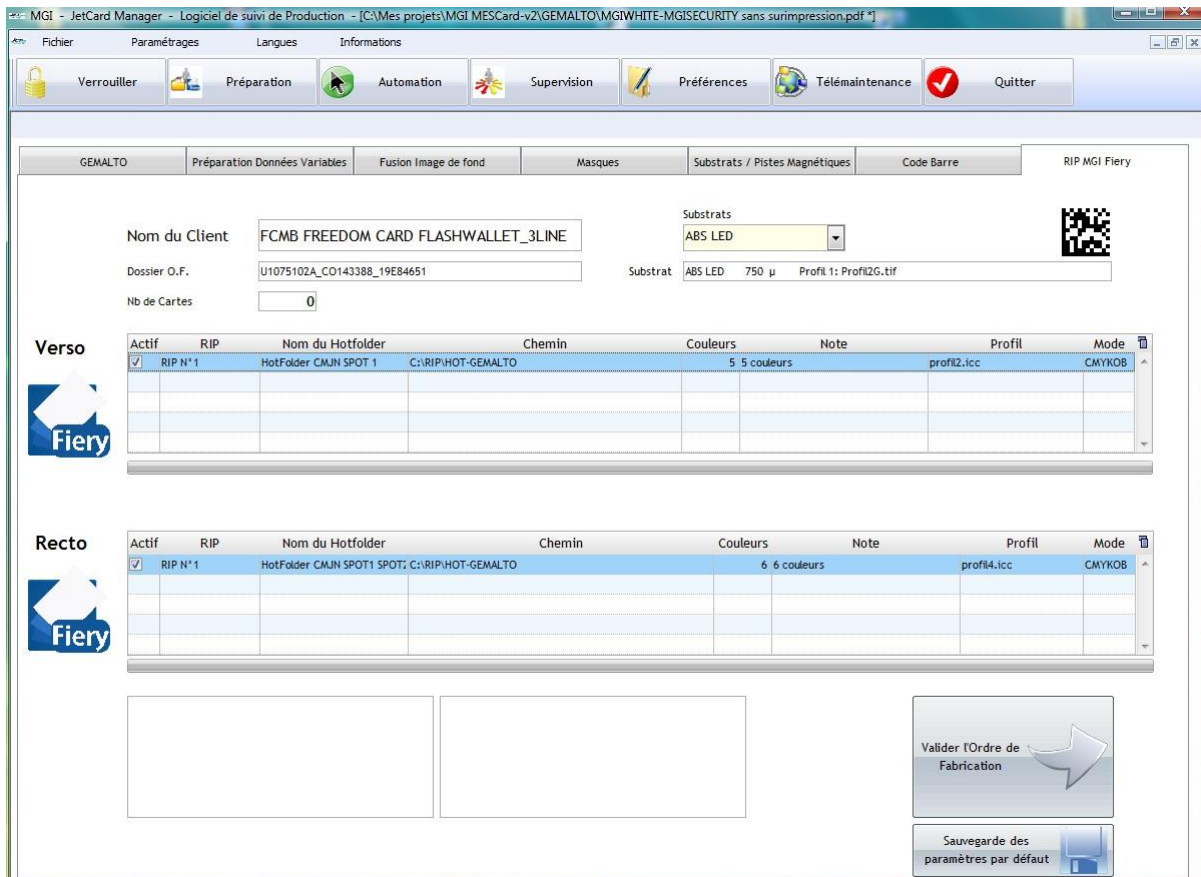 MGI - JetCard Manager - Logiciel de suivi de Production - [C:\Mes projets\MGI MESCard-v2\GEMALTO\MGIWHITE-MGISECURITY sans surimpression.pdf *]
Fichier Paramétrages Langues Informations
Verrouiller Préparation Automation Supervision Préférences Télémaintenance Quitter
GEMALTO Préparation Données Variables Fusion Image de fond Masques Substrats / Pistes Magnétiques Code Barre RIP MGI Fiery
Substrats
Nom du Client FCMB FREEDOM CARD FLASHWALLET_3LINE ABS LED
Dossier O.F. U1075102A_CO143388_19E84651 Substrat ABS LED 750 µ Profil 1: Profil2G.tif
Nb de Cartes 0
Verso
Actif RIP Nom du Hotfolder Chemin Couleurs Note Profil Mode
RIP N°1 HotFolder CMJN SPOT 1 C:\RIP\HOT-GEMALTO 5 5 couleurs profil2.icc CMYKOB
Fiery
Recto
Actif RIP Nom du Hotfolder Chemin Couleurs Note Profil Mode
RIP N°1 HotFolder CMJN SPOT1 SPOT2 C:\RIP\HOT-GEMALTO 6 6 couleurs profil4.icc CMYKOB
Fiery
Valider l'Ordre de
Fabrication
Sauvegarde des
paramètres par défaut